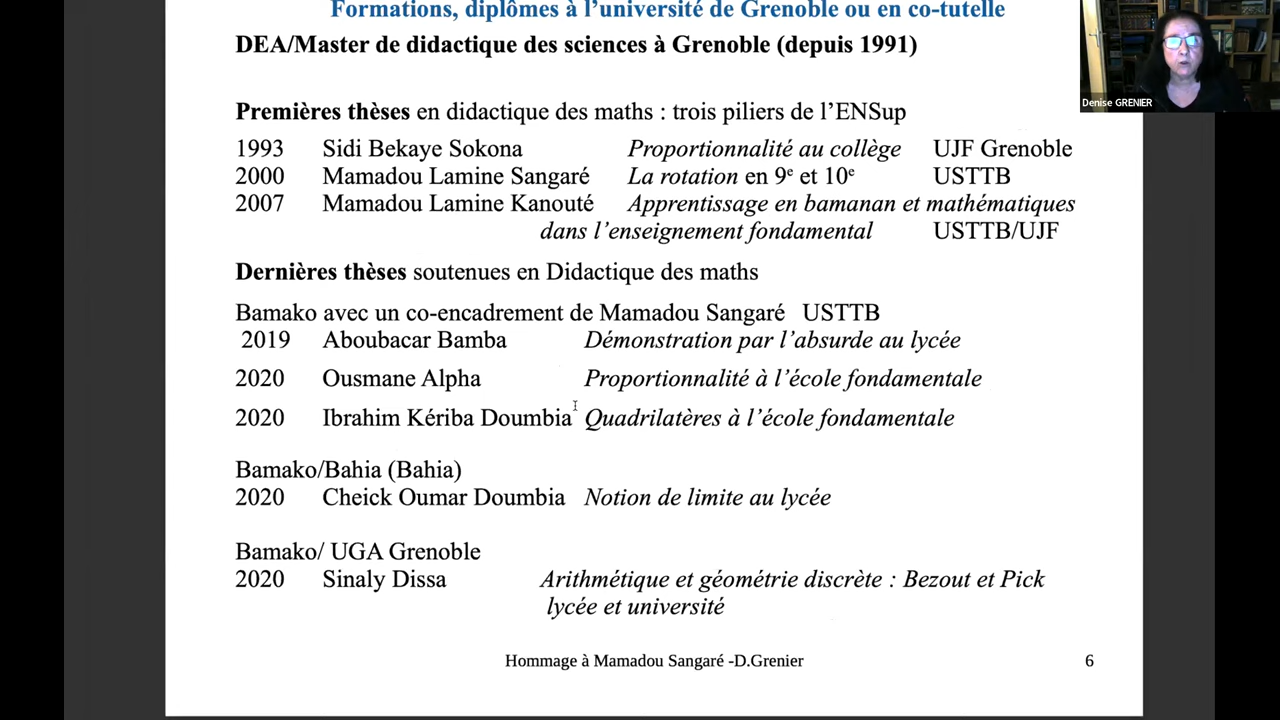 Formations, diplômes à l’université de Grenoble ou en co-tutelle
DEA/Master de didactique des sciences à Grenoble (depuis 1991)
Denise GRENIER
Premières thèses en didactique des maths : trois piliers de l’ENSup
1993 Sidi Bekaye Sokona Proportionnalité au collège UJF Grenoble
2000 Mamadou Lamine Sangaré La rotation en 9e et 10e USTTB
2007 Mamadou Lamine Kanouté Apprentissage en bamanan et mathématiques
dans l’enseignement fondamental USTTB/UJF
Dernières thèses soutenues en Didactique des maths
Bamako avec un co-encadrement de Mamadou Sangaré USTTB
2019 Aboubacar Bamba Démonstration par l’absurde au lycée
2020 Ousmane Alpha Proportionnalité à l’école fondamentale
2020 Ibrahim Kériba Doumbia Quadrilatères à l’école fondamentale
Bamako/Bahia (Bahia)
2020 Cheick Oumar Doumbia Notion de limite au lycée
Bamako/ UGA Grenoble
2020 Sinaly Dissa Arithmétique et géométrie discrète : Bezout et Pick
lycée et université
Hommage à Mamadou Sangaré -D.Grenier 6